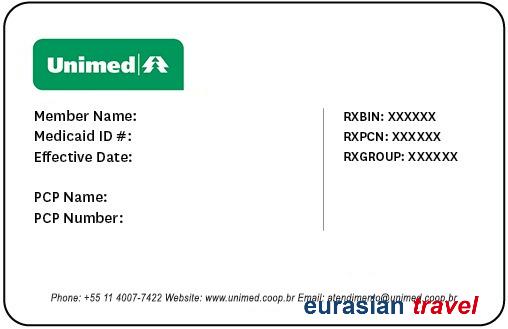 Unimed
Member Name:
Medicaid ID #:
Effective Date:
PCP Name:
PCP Number:
RXBIN: XXXXXX
RXPCN: XXXXXX
RXGROUP: XXXXXX
Phone: +55 11 4007-7422 Website: www.unimed.coop.br Email: atendimento@unimed.coop.br
eurasian travel